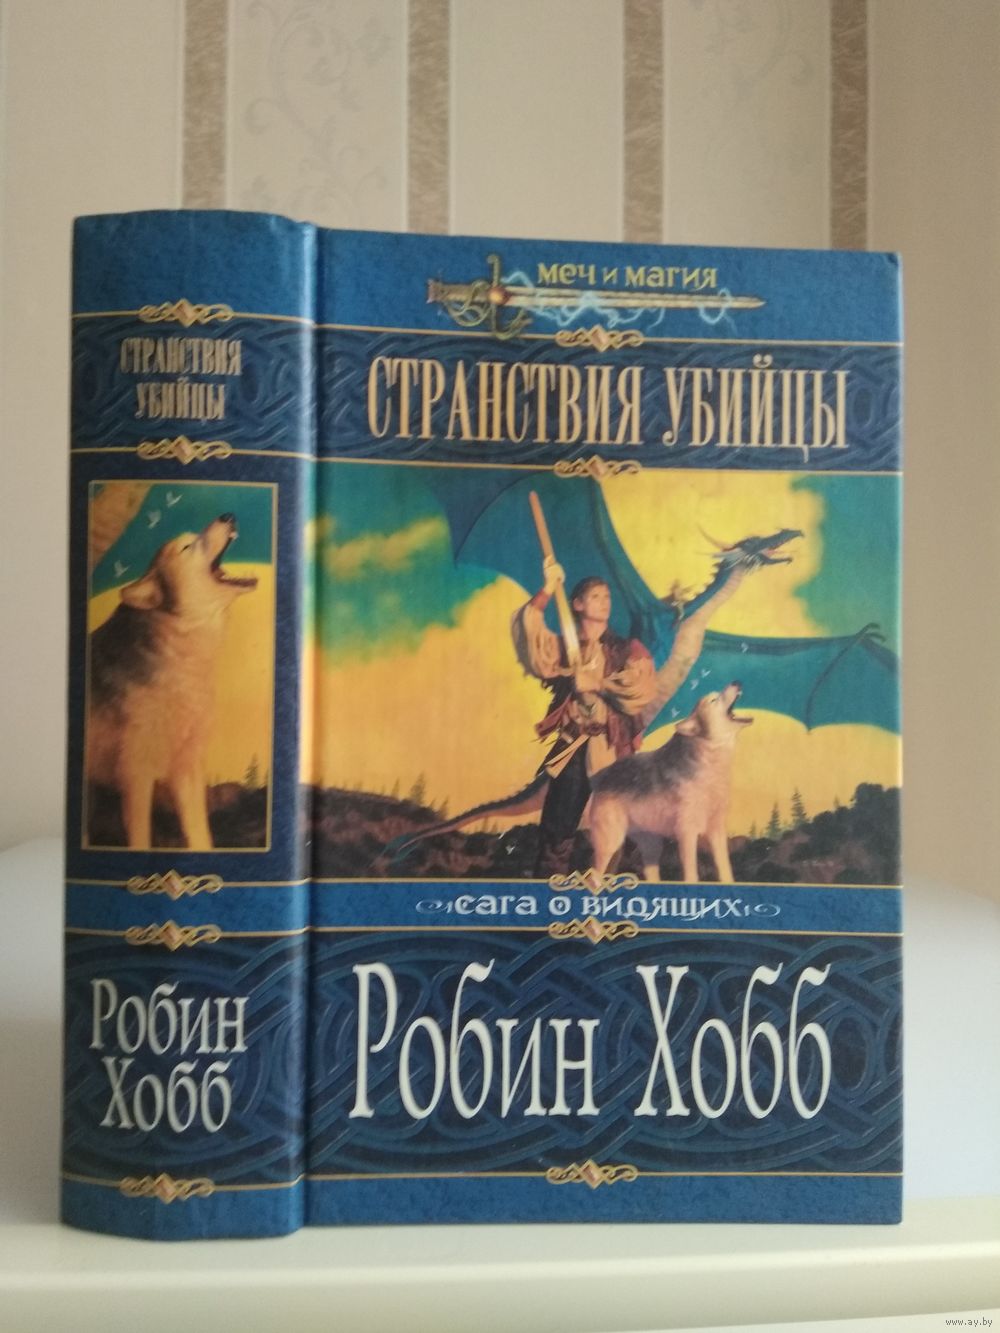 СТРАНСТВИЯ
УБИЙЦЫ
Робин
Хобб
меч и магия
СТРАНСТВИЯ УБИЙЦЫ
сага о видящих
Робин Хобб
www.ay.by